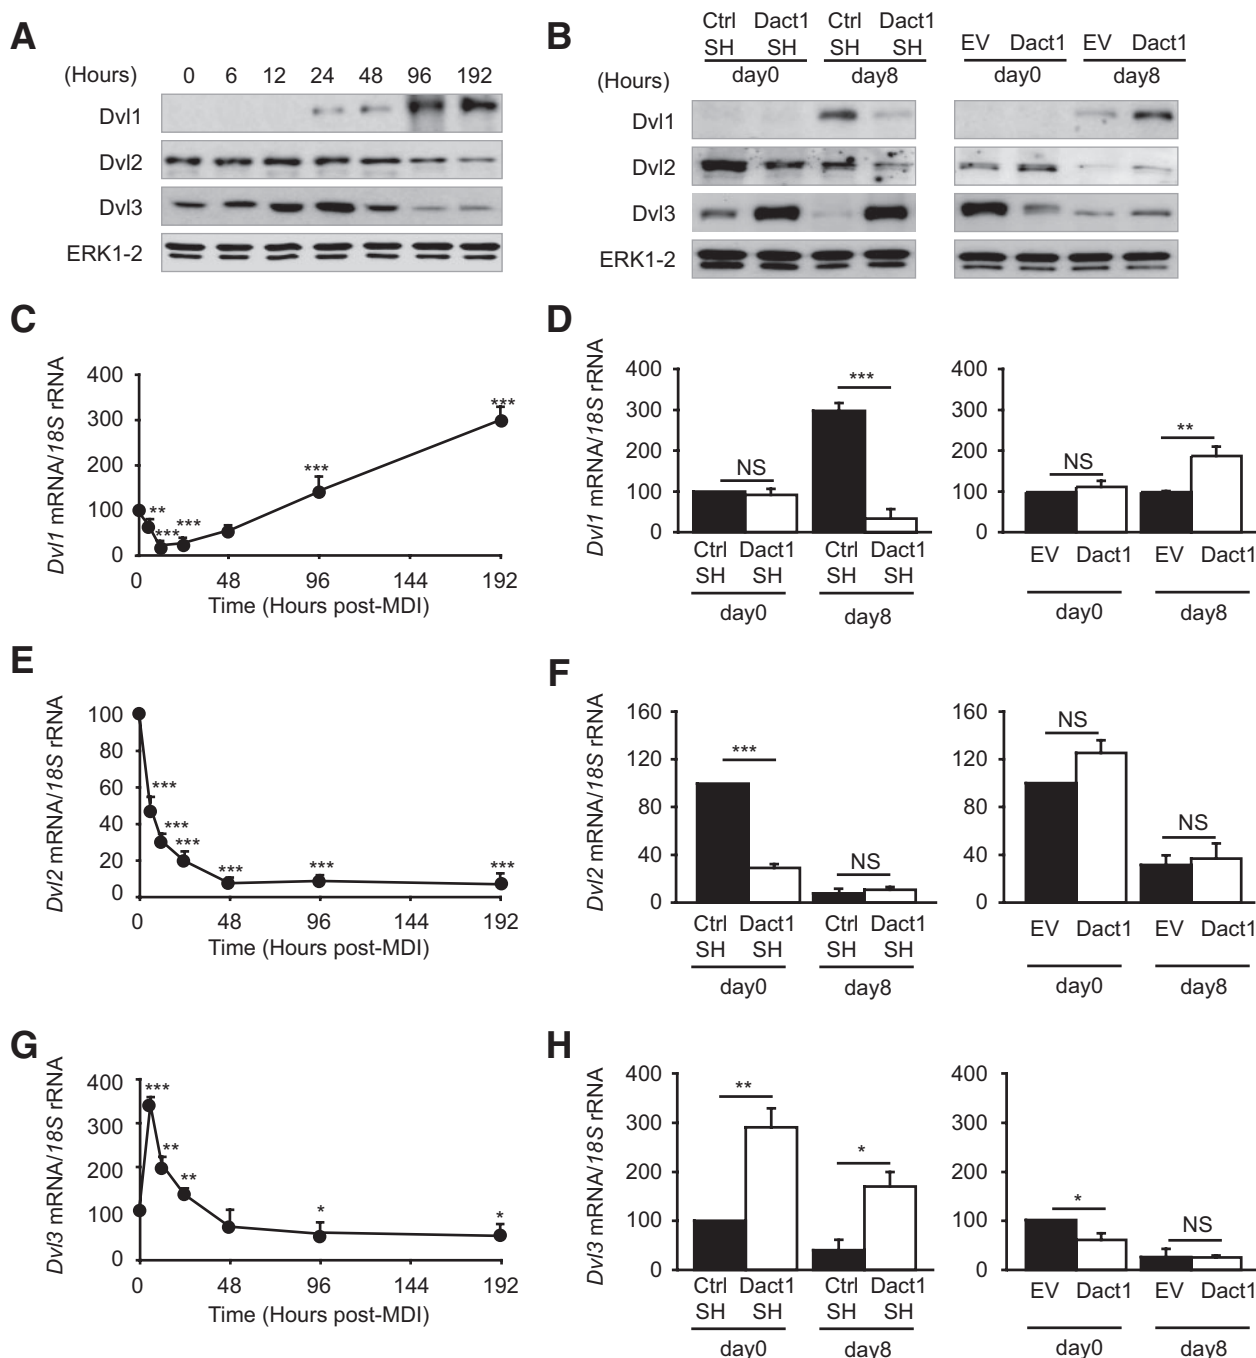 A
(Hours) 0 6 12 24 48 96 192
Dvl1
Dvl2
Dvl3
ERK1-2
B
Ctrl Dact1 Ctrl Dact1
SH SH SH SH
EV Dact1 EV Dact1
day0 day8
day0 day8
(Hours)
Dvl1
Dvl2
Dvl3
ERK1-2
C
Dvl1 mRNA/18S rRNA
400
300
200
100
0
** *** *** *** ***
0 48 96 144 192
Time (Hours post-MDI)
D
Dvl1 mRNA/18S rRNA
400
300
200
100
0
NS ***
Ctrl Dact1 Ctrl Dact1
SH SH SH SH
day0 day8
400
300
200
100
0
NS **
EV Dact1 EV Dact1
day0 day8
E
Dvl2 mRNA/18S rRNA
100
80
60
40
20
0
*** *** *** *** *** ***
0 48 96 144 192
Time (Hours post-MDI)
F
Dvl2 mRNA/18S rRNA
160
120
80
40
0
*** NS
Ctrl Dact1 Ctrl Dact1
SH SH SH SH
day0 day8
160
120
80
40
0
NS NS
EV Dact1 EV Dact1
day0 day8
G
Dvl3 mRNA/18S rRNA
400
300
200
100
0
*** ** ** * *
0 48 96 144 192
Time (Hours post-MDI)
H
Dvl3 mRNA/18S rRNA
400
300
200
100
0
** *
Ctrl Dact1 Ctrl Dact1
SH SH SH SH
day0 day8
400
300
200
100
0
* NS
EV Dact1 EV Dact1
day0 day8